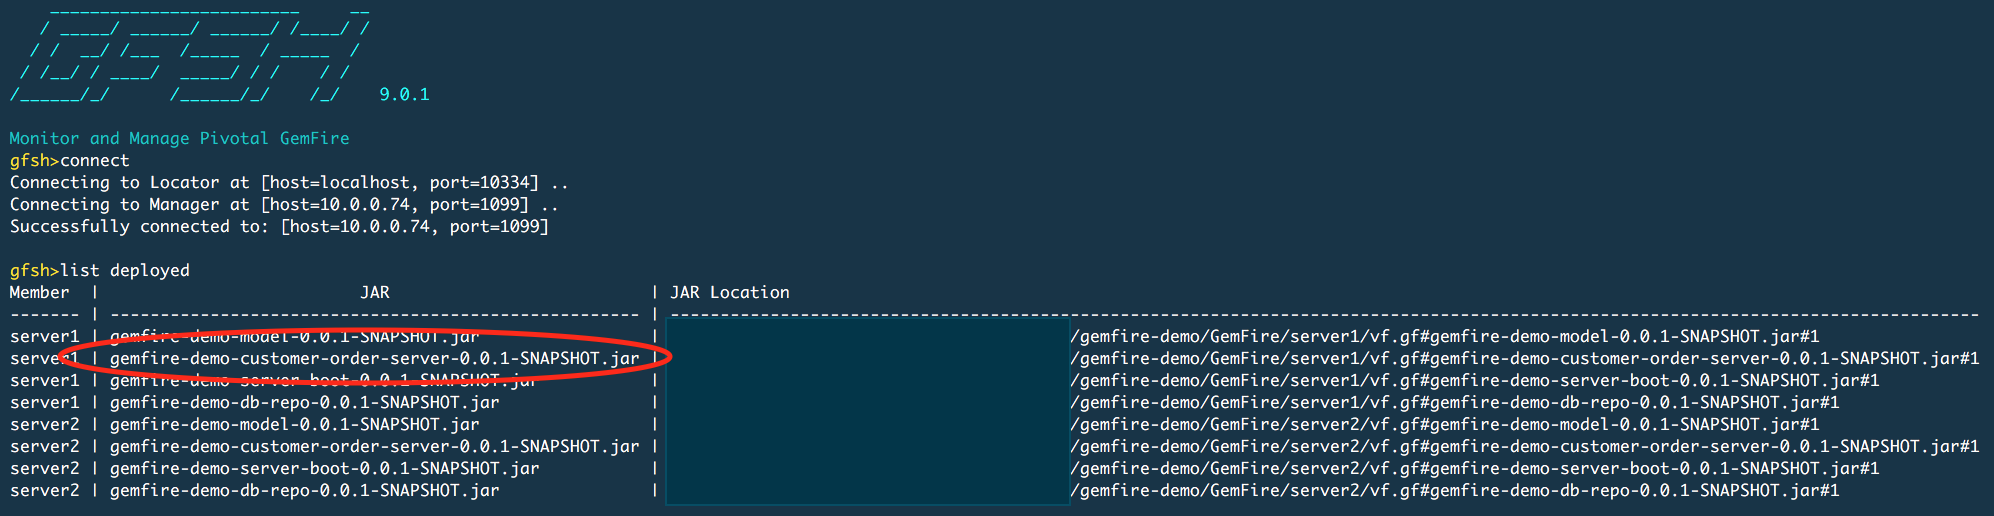 9.0.1
Monitor and Manage Pivotal GemFire
gfsh>connect
Connecting to Locator at [host=localhost, port=10334] ..
Connecting to Manager at [host=10.0.0.74, port=1099] ..
Successfully connected to: [host=10.0.0.74, port=1099]
gfsh>list deployed
Member | JAR | JAR Location
------- | ----------------------------------------------------- | -----------------------------------------------------------------------------------------------------------------------------------
server1 | gemfire-demo-model-0.0.1-SNAPSHOT.jar | /gemfire-demo/GemFire/server1/vf.gf#gemfire-demo-model-0.0.1-SNAPSHOT.jar#1
server1 | gemfire-demo-customer-order-server-0.0.1-SNAPSHOT.jar | /gemfire-demo/GemFire/server1/vf.gf#gemfire-demo-customer-order-server-0.0.1-SNAPSHOT.jar#1
server1 | gemfire-demo-server-boot-0.0.1-SNAPSHOT.jar | /gemfire-demo/GemFire/server1/vf.gf#gemfire-demo-server-boot-0.0.1-SNAPSHOT.jar#1
server1 | gemfire-demo-db-repo-0.0.1-SNAPSHOT.jar | /gemfire-demo/GemFire/server1/vf.gf#gemfire-demo-db-repo-0.0.1-SNAPSHOT.jar#1
server2 | gemfire-demo-model-0.0.1-SNAPSHOT.jar | /gemfire-demo/GemFire/server2/vf.gf#gemfire-demo-model-0.0.1-SNAPSHOT.jar#1
server2 | gemfire-demo-customer-order-server-0.0.1-SNAPSHOT.jar | /gemfire-demo/GemFire/server2/vf.gf#gemfire-demo-customer-order-server-0.0.1-SNAPSHOT.jar#1
server2 | gemfire-demo-server-boot-0.0.1-SNAPSHOT.jar | /gemfire-demo/GemFire/server2/vf.gf#gemfire-demo-server-boot-0.0.1-SNAPSHOT.jar#1
server2 | gemfire-demo-db-repo-0.0.1-SNAPSHOT.jar | /gemfire-demo/GemFire/server2/vf.gf#gemfire-demo-db-repo-0.0.1-SNAPSHOT.jar#1